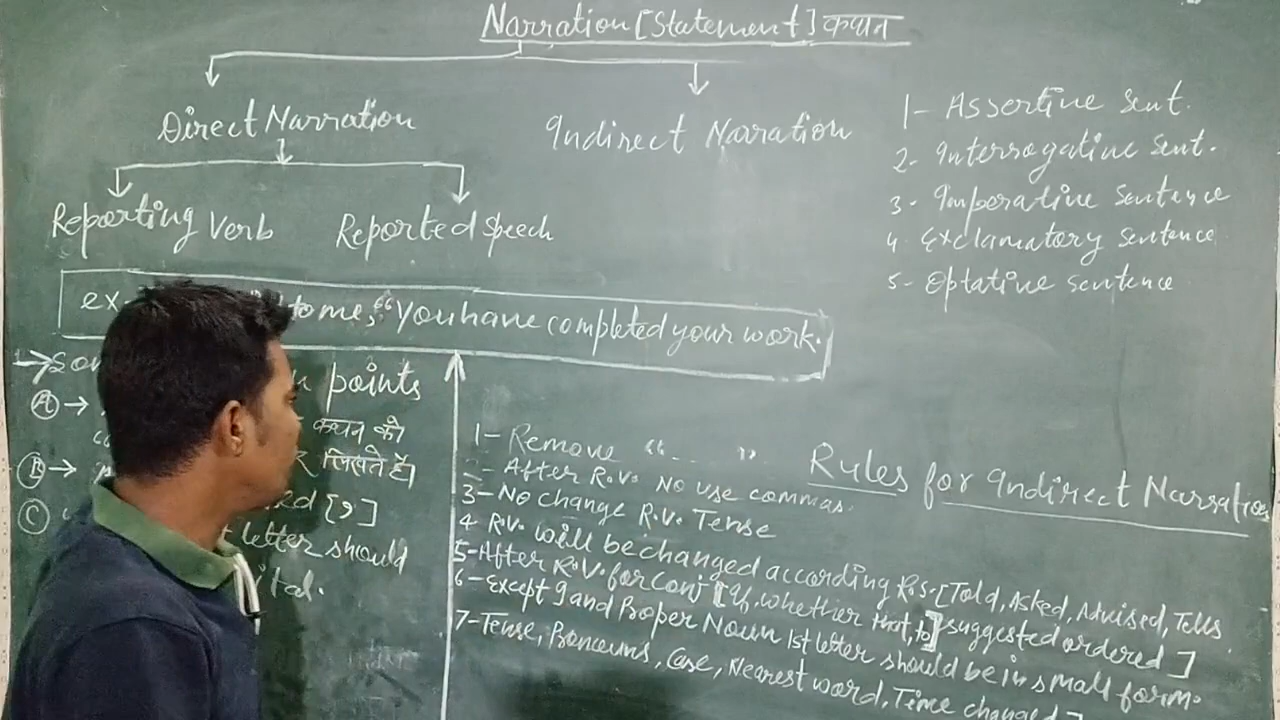 Narration [Statement] कथन
Direct Narration
Indirect Narration
Reporting Verb
Reported Speech
1- Assertive Sent.
2- Interrogative Sent.
3- Imperative Sentence
4. Exclamatory Sentence
5- Optative sentence
ex to me, “You have completed your work.
points
Ⓐ → कथन को
Ⓑ → लिखते हैं।
Ⓒ ed [,]
letter should
ital.
Rules for Indirect Narration
1- Remove “ ... ”
2- After R.V. No use commas.
3- No change R.V. Tense
4 R.V. will be changed according R.S. [Told, Asked, Advised, Tells
suggested ordered ]
5- After R.V. for Conj [If, whether that, to]
6- Except I and Proper Noun 1st letter should be in small form.
7- Tense, Pronouns, Case, Nearest word, Time changed ]